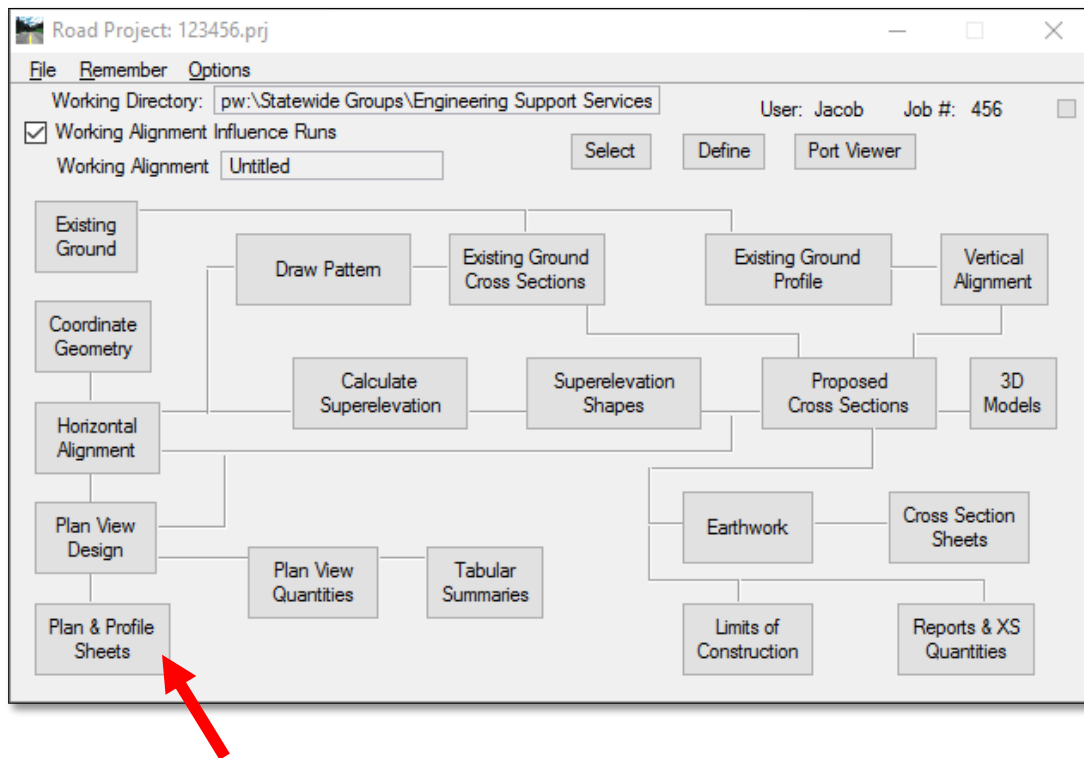 Road Project: 123456.prj
File Remember Options
Working Directory: pw:\Statewide Groups\Engineering Support Services
User: Jacob Job #: 456
Working Alignment Influence Runs
Working Alignment Untitled
Select Define Port Viewer
Existing
Ground
Draw Pattern
Existing Ground
Cross Sections
Existing Ground
Profile
Vertical
Alignment
Coordinate
Geometry
Calculate
Superelevation
Superelevation
Shapes
Proposed
Cross Sections
3D
Models
Horizontal
Alignment
Plan View
Design
Earthwork
Cross Section
Sheets
Plan View
Quantities
Tabular
Summaries
Plan & Profile
Sheets
Limits of
Construction
Reports & XS
Quantities